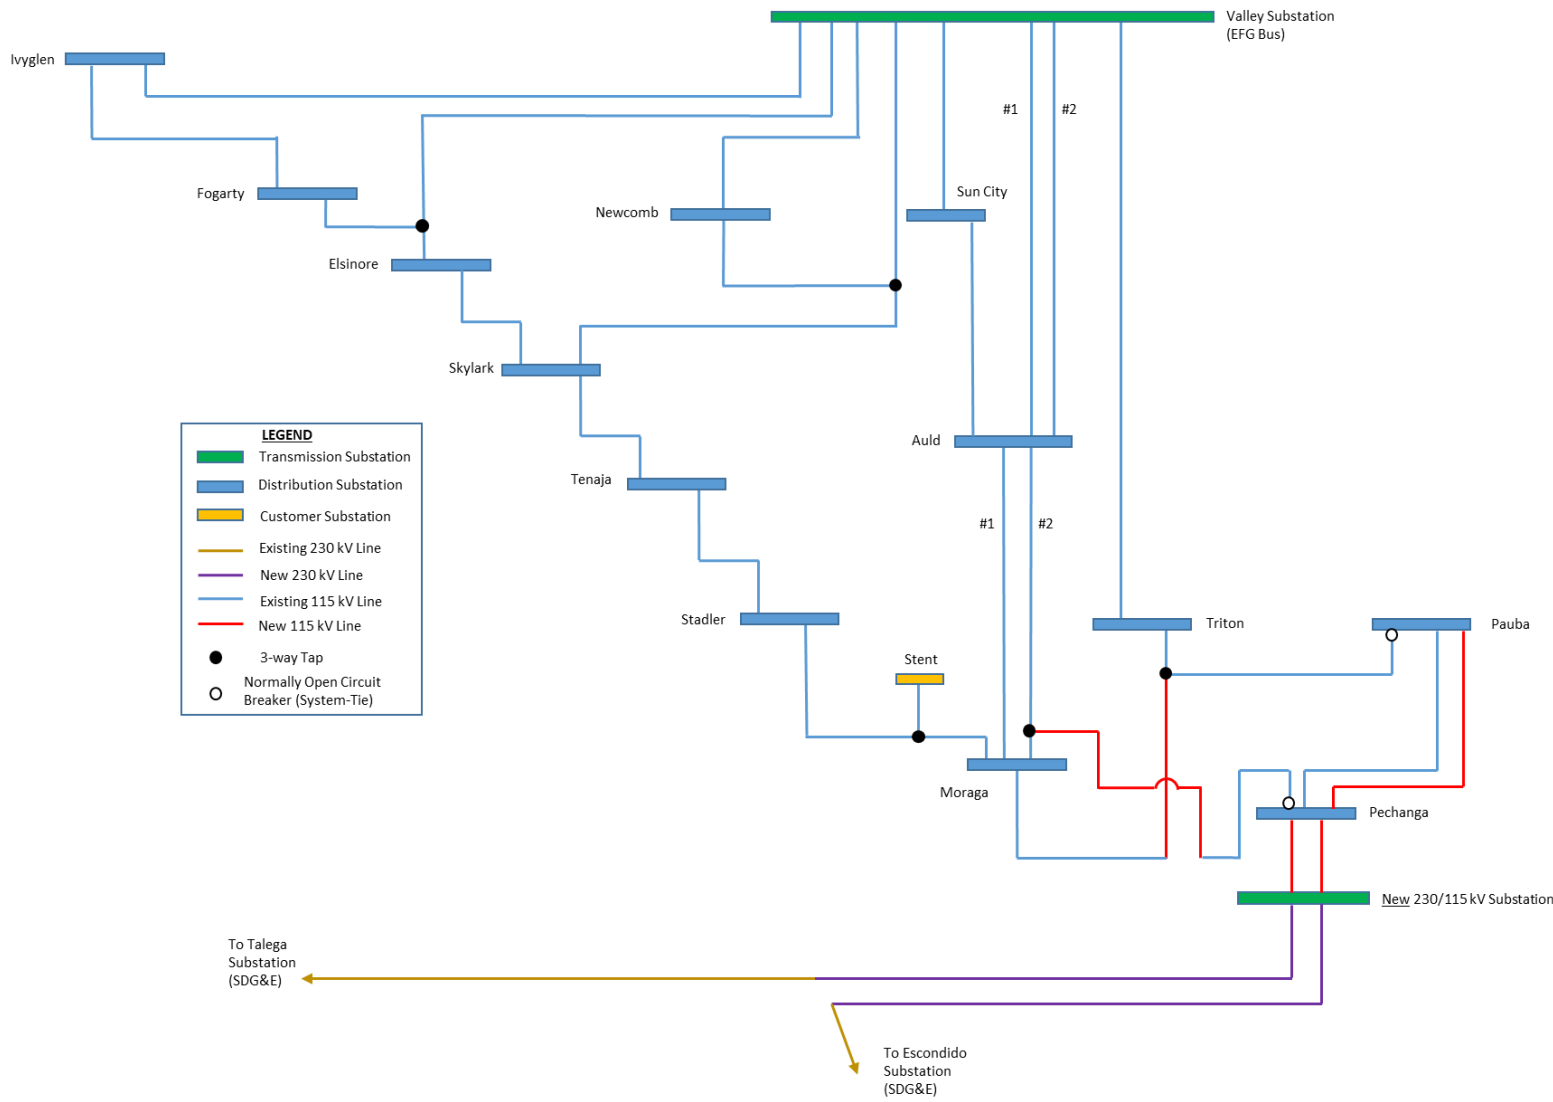 Valley Substation
(EFG Bus)
Ivyglen
#1
#2
Fogarty
Sun City
Newcomb
Elsinore
Skylark
LEGEND
Transmission Substation
Distribution Substation
Customer Substation
Existing 230 kV Line
New 230 kV Line
Existing 115 kV Line
New 115 kV Line
3-way Tap
Normally Open Circuit
Breaker (System-Tie)
Auld
Tenaja
#1
#2
Stadler
Triton
Pauba
Stent
Moraga
Pechanga
New 230/115 kV Substation
To Talega
Substation
(SDG&E)
To Escondido
Substation
(SDG&E)